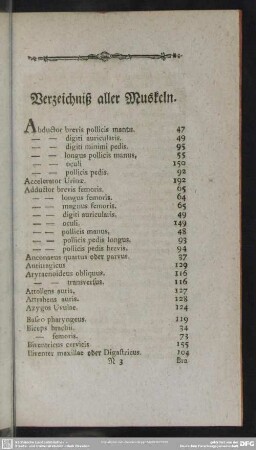 Verzeichniß aller Muskeln.
Abductor brevis pollicis manus. 47
— — digiti auricularis. 49
— — digiti minimi pedis. 95
— — longus pollicis manus, 55
— — oculi 150
— — pollicis pedis. 92
Accelerator Urinæ. 192
Adductor brevis femoris. 65
— — longus femoris. 64
— — magnus femoris. 65
— — digiti auricularis. 49
— — oculi. 149
— — pollicis manus, 48
— — pollicis pedis longus. 93
— — pollicis pedis brevis. 94
Anconaeus quartus oder parvus. 37
Antitragicus 129
Arytaenoideus obliquus. 116
— — transversus. 116
Attollens auris, 127
Attrahens auris. 128
Azygos Uvulae. 124
Basео pharyngeus. 119
Biceps brachii. 34
— femoris. 73
Biventricus cervicis 155
Biventer maxillae oder Digastricus. 104
N 3